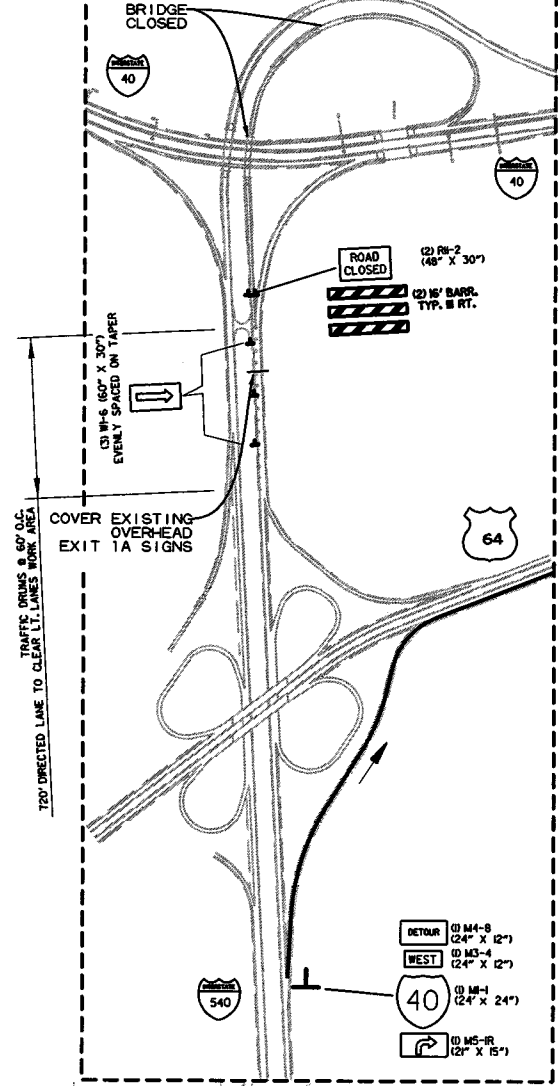 BRIDGE
CLOSED
INTERSTATE
40
INTERSTATE
40
ROAD
CLOSED
(2) R11-2
(48" X 30")
(2) 16' BARR.
TYP. III RT.
(3) W1-6 (60" X 30")
EVENLY SPACED ON TAPER
COVER EXISTING
OVERHEAD
EXIT 1A SIGNS
64
TRAFFIC DRUMS @ 60' O.C.
720' DIRECTED LANE TO CLEAR LT. LANES WORK AREA
DETOUR
(1) M4-8
(24" X 12")
WEST
(1) M3-4
(24" X 12")
40
(1) M1-1
(24" X 24")
(1) M5-1R
(21" X 15")
INTERSTATE
540